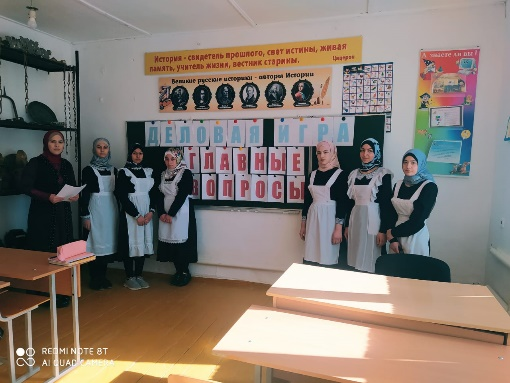 История - свидетель прошлого, свет истины, живая
память, учитель жизни, вестник старины.
Цицерон
Великие русские историки - авторы Истории
ДЕЛОВАЯ ИГРА
ГЛАВНЫЕ
ВОПРОСЫ
REDMI NOTE 8T
AI QUAD CAMERA